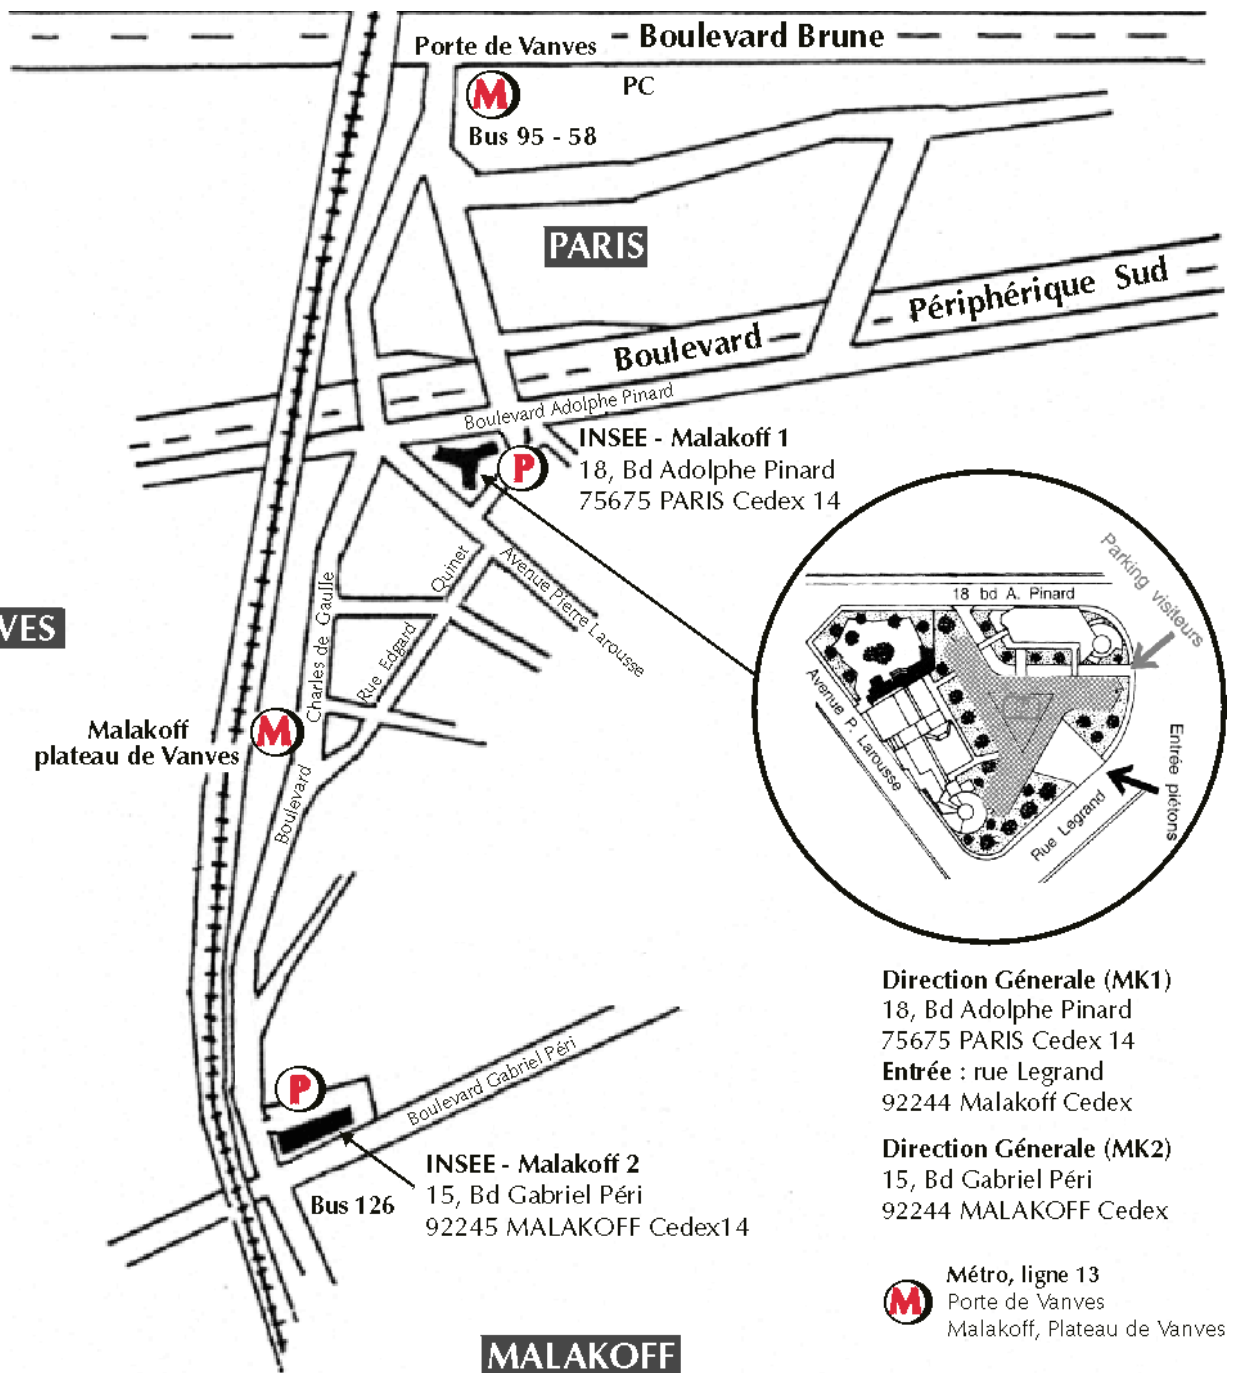 Porte de Vanves
Boulevard Brune
M
PC
Bus 95 - 58
PARIS
Boulevard Périphérique Sud
Boulevard Adolphe Pinard
P
INSEE - Malakoff 1
18, Bd Adolphe Pinard
75675 PARIS Cedex 14
Quinet
Avenue Pierre Larousse
Charles de Gaulle
Rue Edgard
VES
Malakoff
plateau de Vanves
M
Boulevard
Parking visiteurs
18 bd A. Pinard
Avenue P. Larousse
Entrée piétons
Rue Legrand
Direction Génerale (MK1)
18, Bd Adolphe Pinard
75675 PARIS Cedex 14
Entrée : rue Legrand
92244 Malakoff Cedex
P
Boulevard Gabriel Péri
INSEE - Malakoff 2
15, Bd Gabriel Péri
92245 MALAKOFF Cedex14
Bus 126
Direction Génerale (MK2)
15, Bd Gabriel Péri
92244 MALAKOFF Cedex
M
Métro, ligne 13
Porte de Vanves
Malakoff, Plateau de Vanves
MALAKOFF